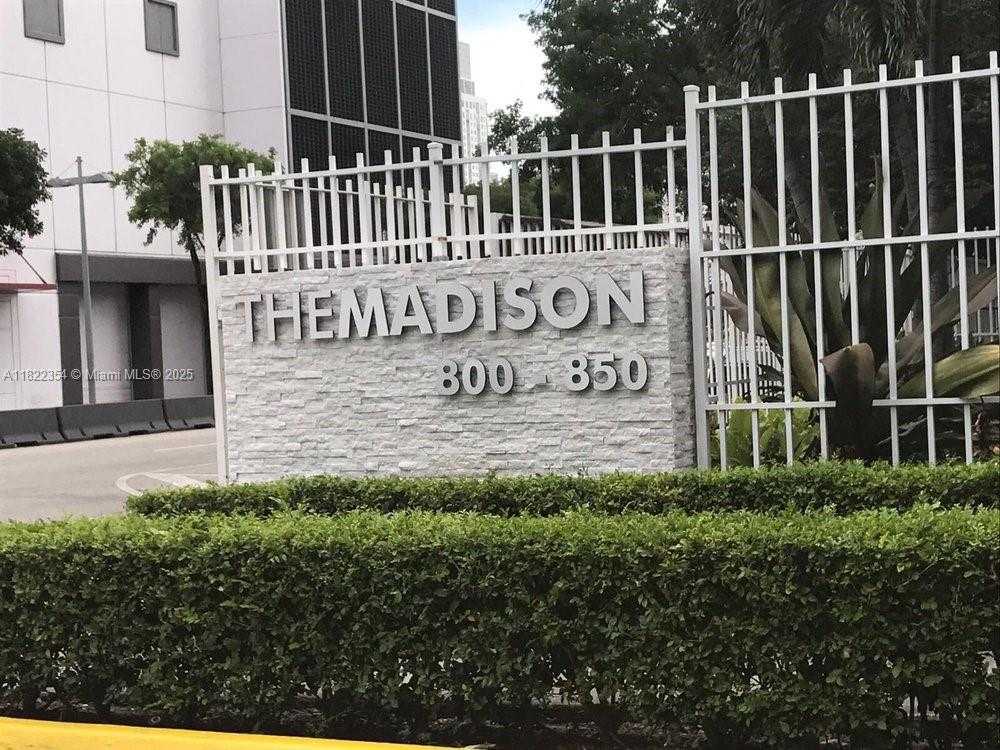 THEMADISON
800 - 850
A11822354 © Miami MLS® 2025